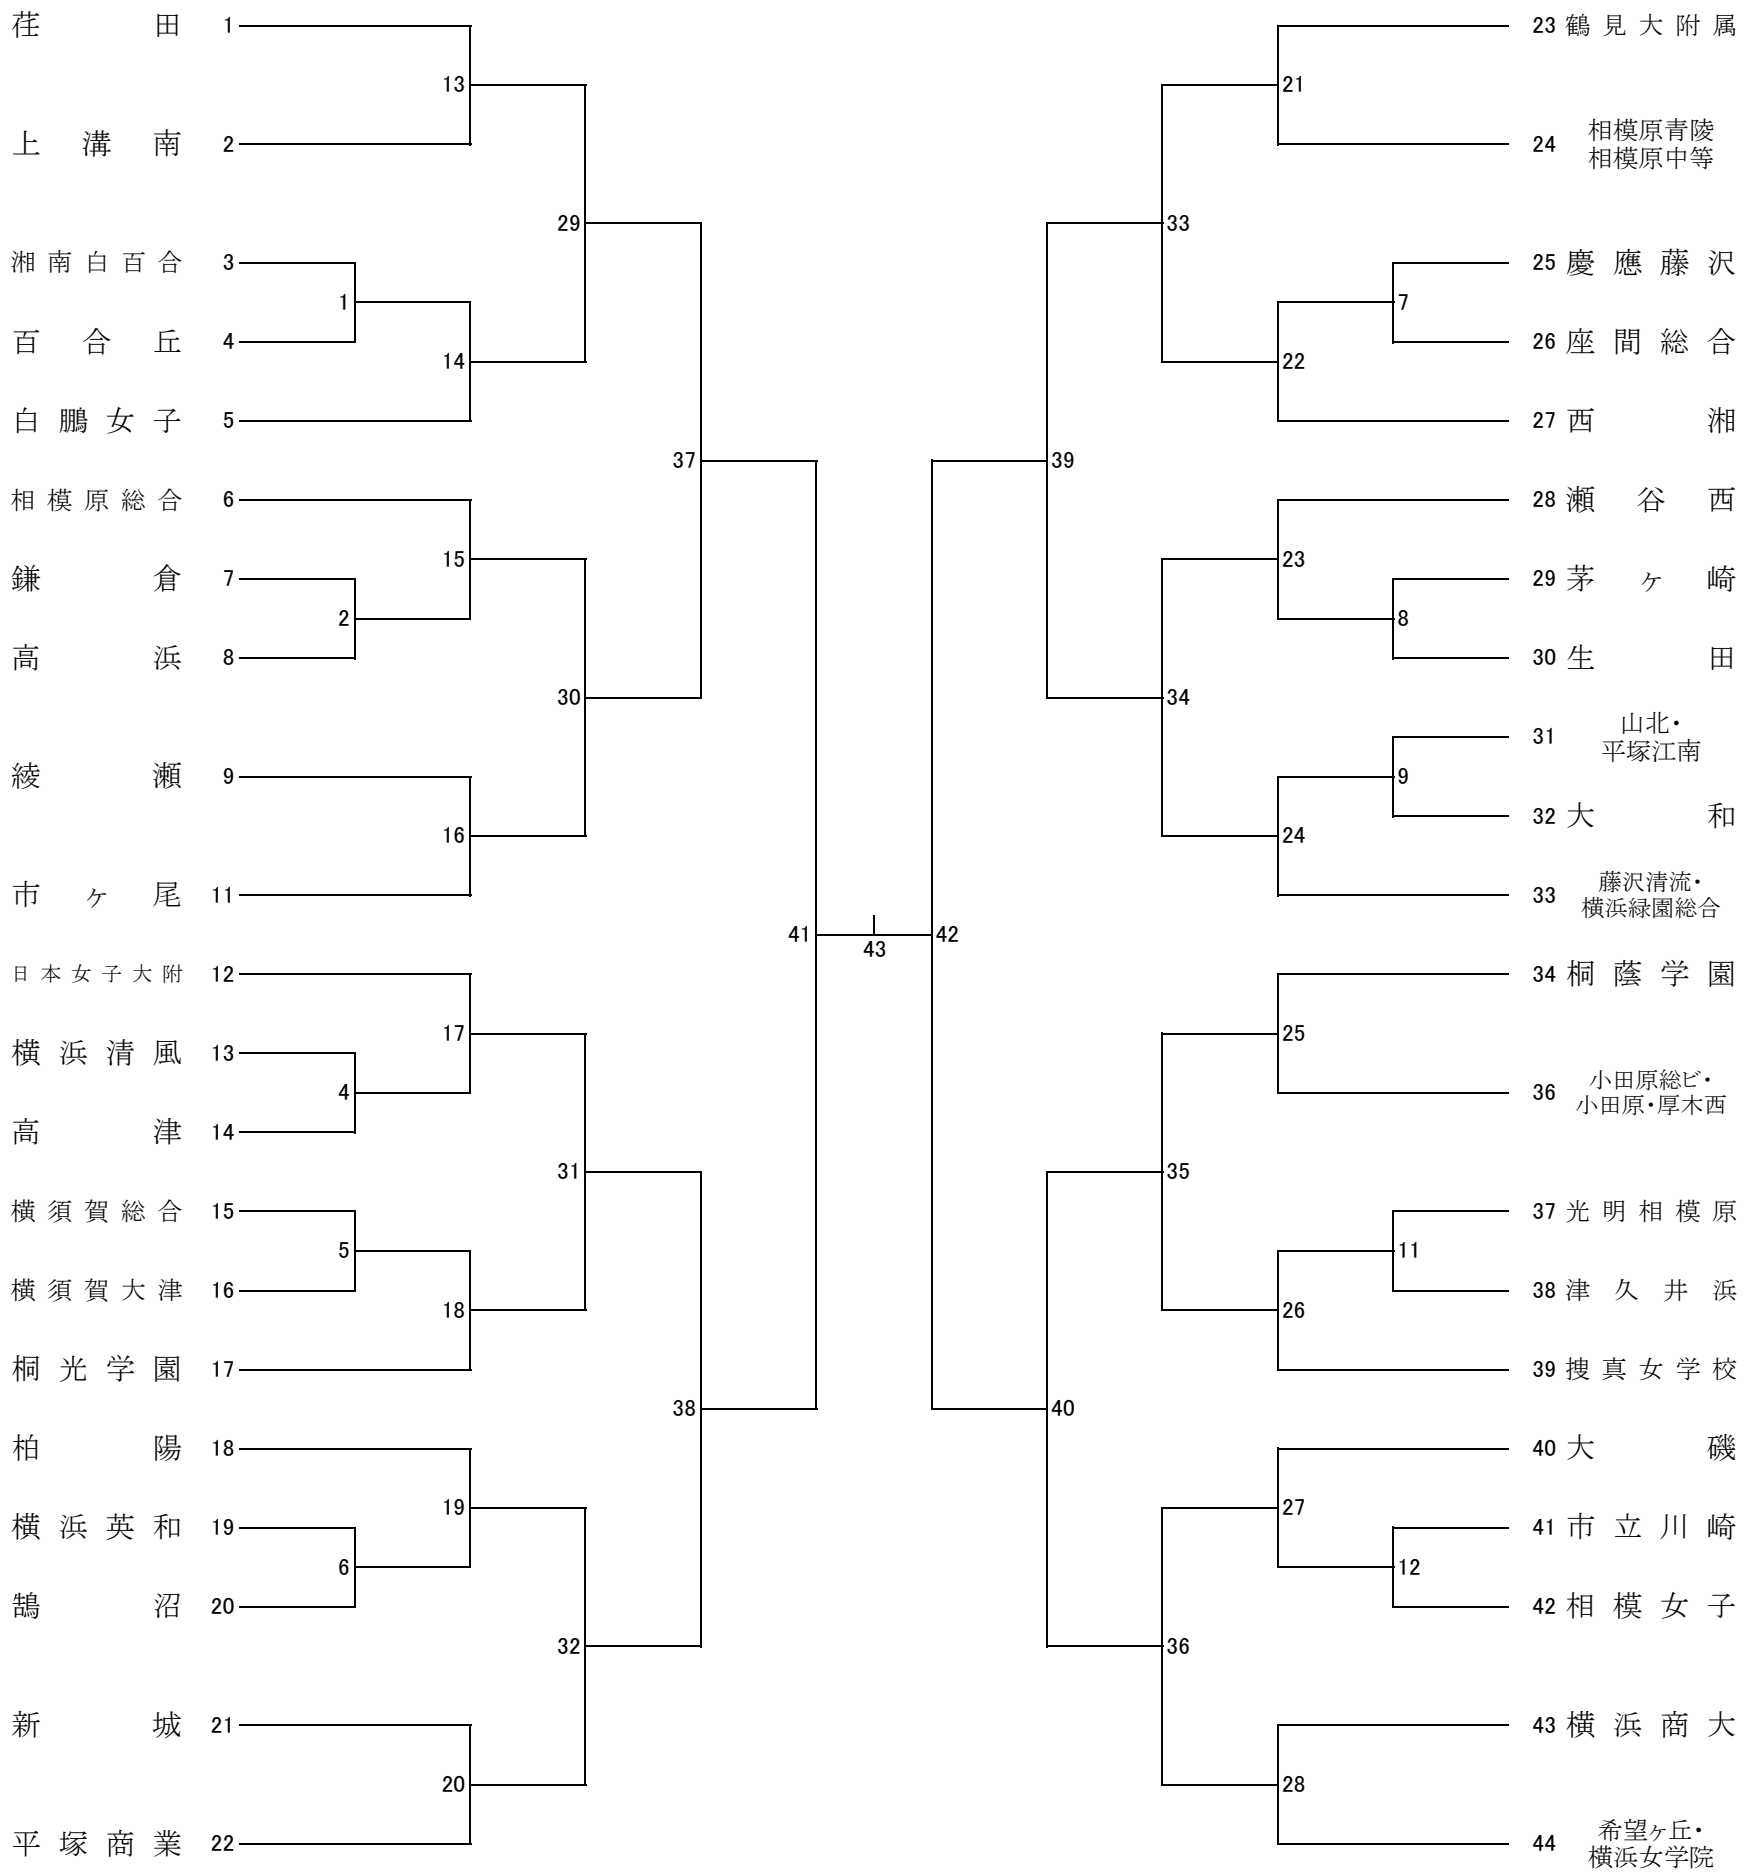 荏田 1
上溝南 2
湘南白百合 3
百合丘 4
白鵬女子 5
相模原総合 6
鎌倉 7
高浜 8
綾瀬 9
市ヶ尾 11
日本女子大附 12
横浜清風 13
高津 14
横須賀総合 15
横須賀大津 16
桐光学園 17
柏陽 18
横浜英和 19
鵠沼 20
新城 21
平塚商業 22
1
2
4
5
6
13
14
15
16
17
18
19
20
29
30
31
32
37
38
41
43
42
39
40
33
34
35
36
21
22
23
24
25
26
27
28
7
8
9
11
12
23 鶴見大附属
24 相模原青陵
相模原中等
25 慶應藤沢
26 座間総合
27 西湘
28 瀬谷西
29 茅ヶ崎
30 生田
31 山北・
平塚江南
32 大和
33 藤沢清流・
横浜緑園総合
34 桐蔭学園
36 小田原総ビ・
小田原・厚木西
37 光明相模原
38 津久井浜
39 捜真女学校
40 大磯
41 市立川崎
42 相模女子
43 横浜商大
44 希望ヶ丘・
横浜女学院